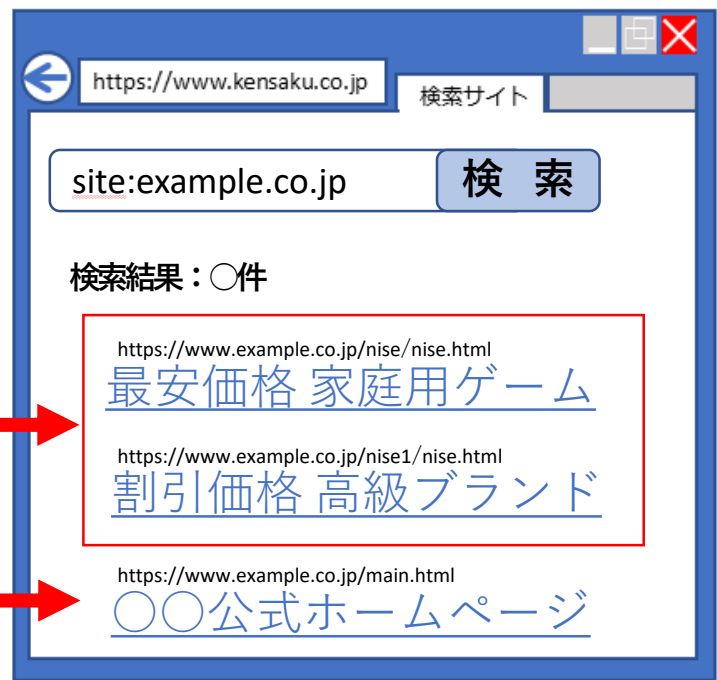 https://www.kensaku.co.jp
検索サイト
site:example.co.jp
検 索
検索結果：○件
https://www.example.co.jp/nise/nise.html
最安価格 家庭用ゲーム
https://www.example.co.jp/nise1/nise.html
割引価格 高級ブランド
https://www.example.co.jp/main.html
○○公式ホームページ